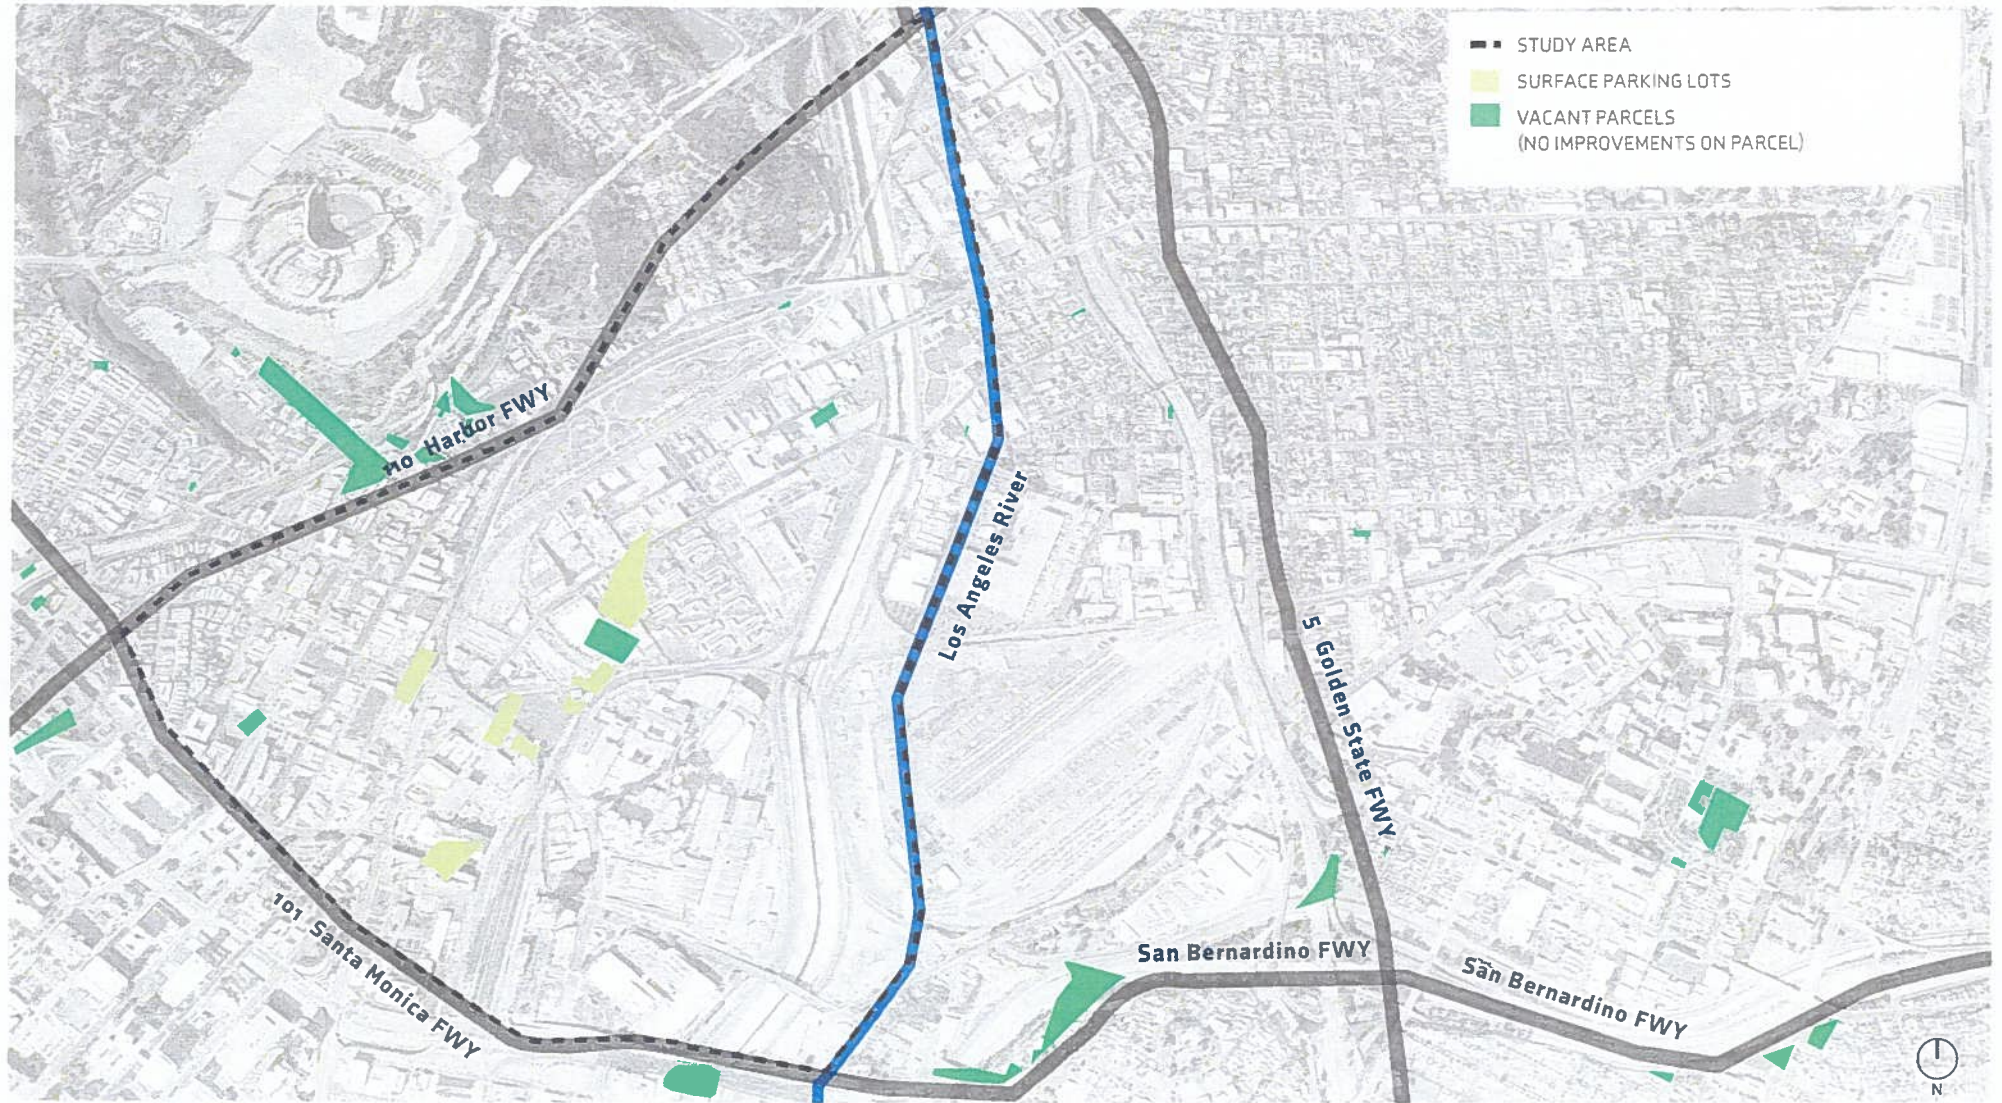 STUDY AREA
SURFACE PARKING LOTS
VACANT PARCELS
(NO IMPROVEMENTS ON PARCEL)
110 Harbor FWY
Los Angeles River
5 Golden State FWY
101 Santa Monica FWY
San Bernardino FWY
San Bernardino FWY
N